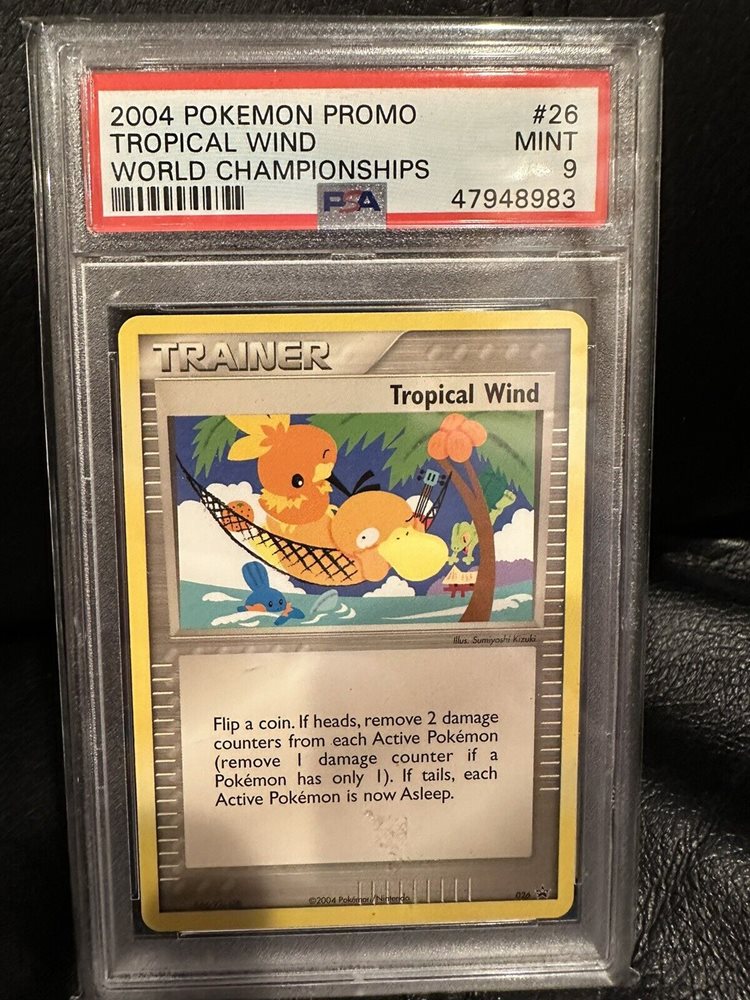 2004 POKEMON PROMO #26
TROPICAL WIND MINT
WORLD CHAMPIONSHIPS 9
PSA 47948983
TRAINER
Tropical Wind
Illus. Sumiyoshi Kizuki
Flip a coin. If heads, remove 2 damage
counters from each Active Pokémon
(remove 1 damage counter if a
Pokémon has only 1). If tails, each
Active Pokémon is now Asleep.
©2004 Pokémon/Nintendo
026